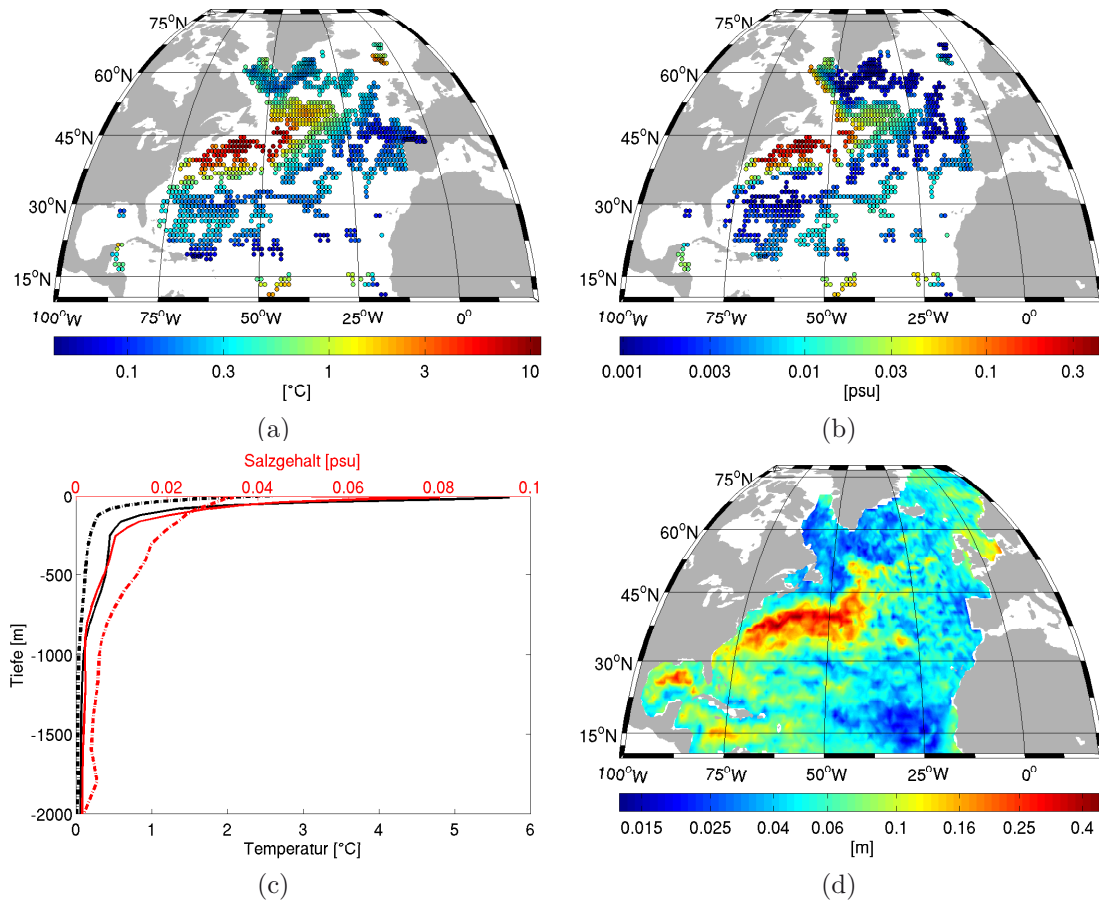 75°N
60°N
45°N
30°N
15°N
100°W 75°W 50°W 25°W 0°
0.1 0.3 1 3 10
[°C]
(a)
75°N
60°N
45°N
30°N
15°N
100°W 75°W 50°W 25°W 0°
0.001 0.003 0.01 0.03 0.1 0.3
[psu]
(b)
Salzgehalt [psu]
0 0.02 0.04 0.06 0.08 0.1
0
-500
-1000
-1500
-2000
Tiefe [m]
0 1 2 3 4 5 6
Temperatur [°C]
(c)
75°N
60°N
45°N
30°N
15°N
100°W 75°W 50°W 25°W 0°
0.015 0.025 0.04 0.06 0.1 0.16 0.25 0.4
[m]
(d)